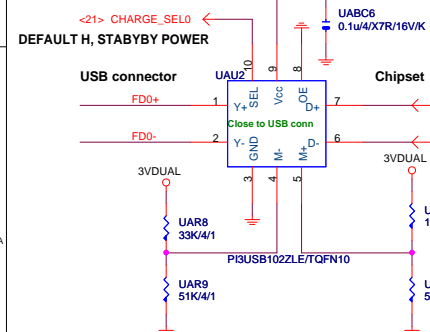 <21> CHARGE_SEL0
DEFAULT H, STABYBY POWER
UABC6
0.1u/4/X7R/16V/K
USB connector
UAU2
Chipset
10
9
8
SEL
Vcc
OE
FD0+
1
Y+
D+
7
Close to USB conn
FD0-
2
Y-
D-
6
GND
M-
M+
3
4
5
3VDUAL
3VDUAL
UAR8
33K/4/1
U
1
PI3USB102ZLE/TQFN10
UAR9
51K/4/1
U
5
A